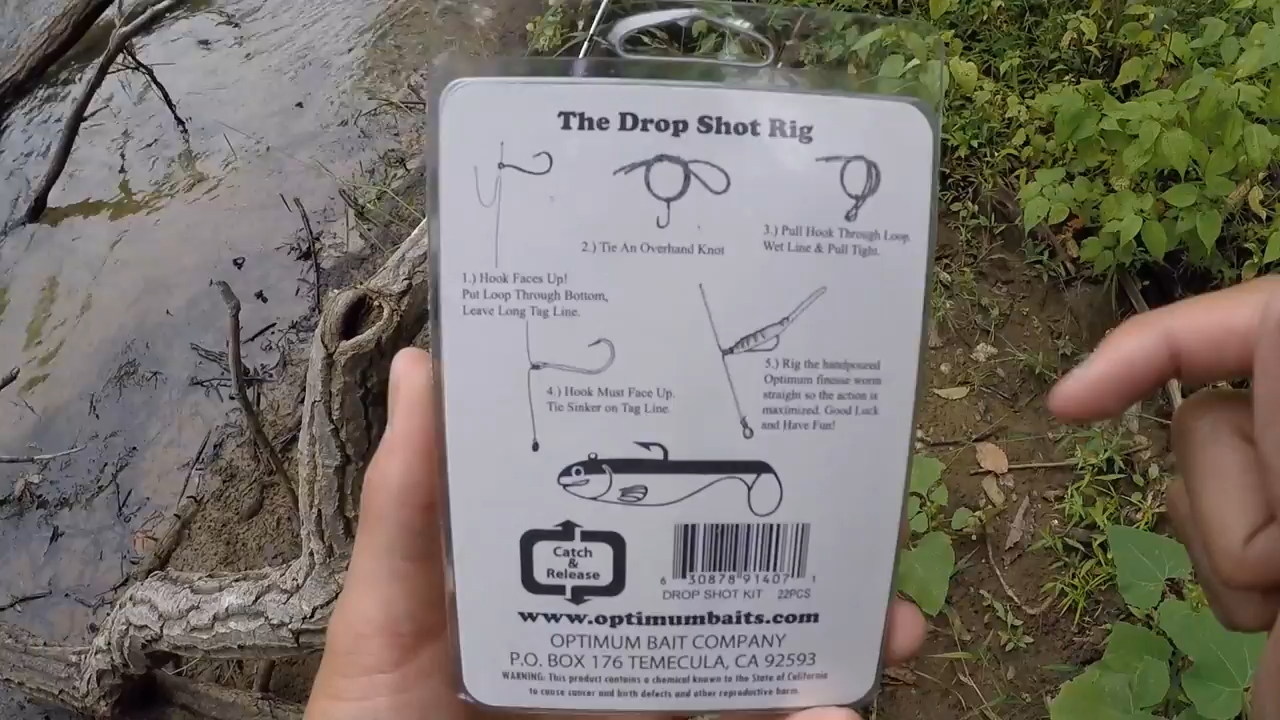 The Drop Shot Rig
1.) Hook Faces Up!
Put Loop Through Bottom,
Leave Long Tag Line.
2.) Tie An Overhand Knot
3.) Pull Hook Through Loop,
Wet Line & Pull Tight.
4.) Hook Must Face Up.
Tie Sinker on Tag Line.
5.) Rig the handpoured
Optimum finesse worm
straight so the action is
maximized. Good Luck
and Have Fun!
Catch
&
Release
6 30878 91407 1
DROP SHOT KIT 22PCS
www.optimumbaits.com
OPTIMUM BAIT COMPANY
P.O. BOX 176 TEMECULA, CA 92593
WARNING: This product contains a chemical known to the State of California
to cause cancer and birth defects and other reproductive harm.